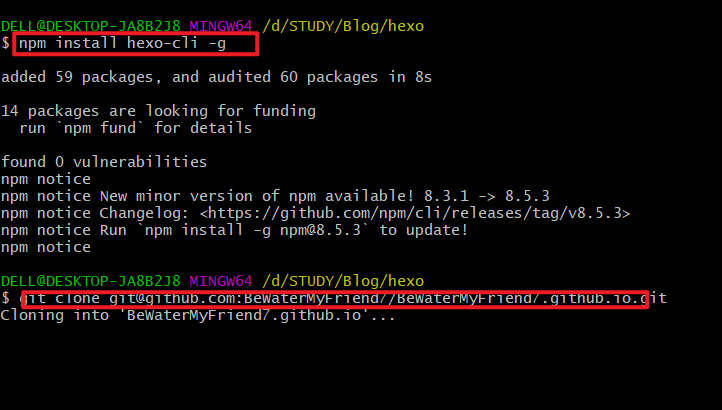 DELL@DESKTOP-JA8B2J8 MINGW64 /d/STUDY/Blog/hexo
$ npm install hexo-cli -g
added 59 packages, and audited 60 packages in 8s
14 packages are looking for funding
run `npm fund` for details
found 0 vulnerabilities
npm notice
npm notice New minor version of npm available! 8.3.1 -> 8.5.3
npm notice Changelog: <https://github.com/npm/cli/releases/tag/v8.5.3>
npm notice Run `npm install -g npm@8.5.3` to update!
npm notice
DELL@DESKTOP-JA8B2J8 MINGW64 /d/STUDY/Blog/hexo
$ git clone git@github.com:BeWaterMyFriend7/BeWaterMyFriend7.github.io.git
Cloning into 'BeWaterMyFriend7.github.io'...